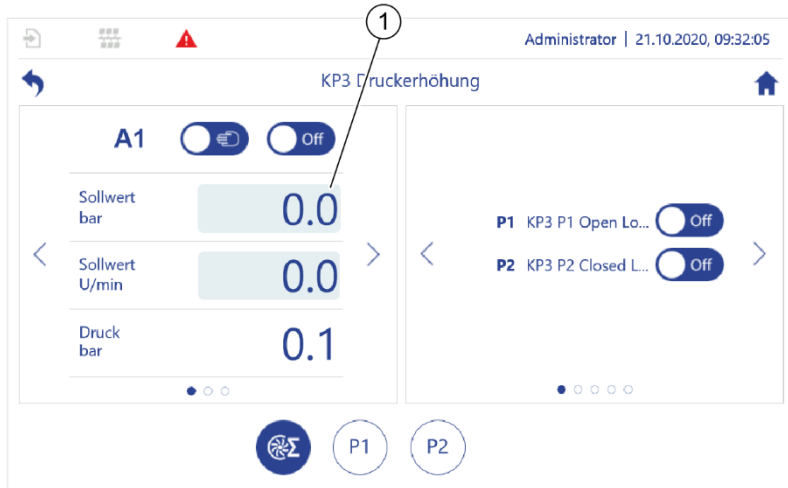 1
Administrator | 21.10.2020, 09:32:05
KP3 Druckerhöhung
A1
Off
Sollwert
bar
0.0
Sollwert
U/min
0.0
Druck
bar
0.1
P1 KP3 P1 Open Lo... Off
P2 KP3 P2 Closed L... Off
Σ
P1
P2